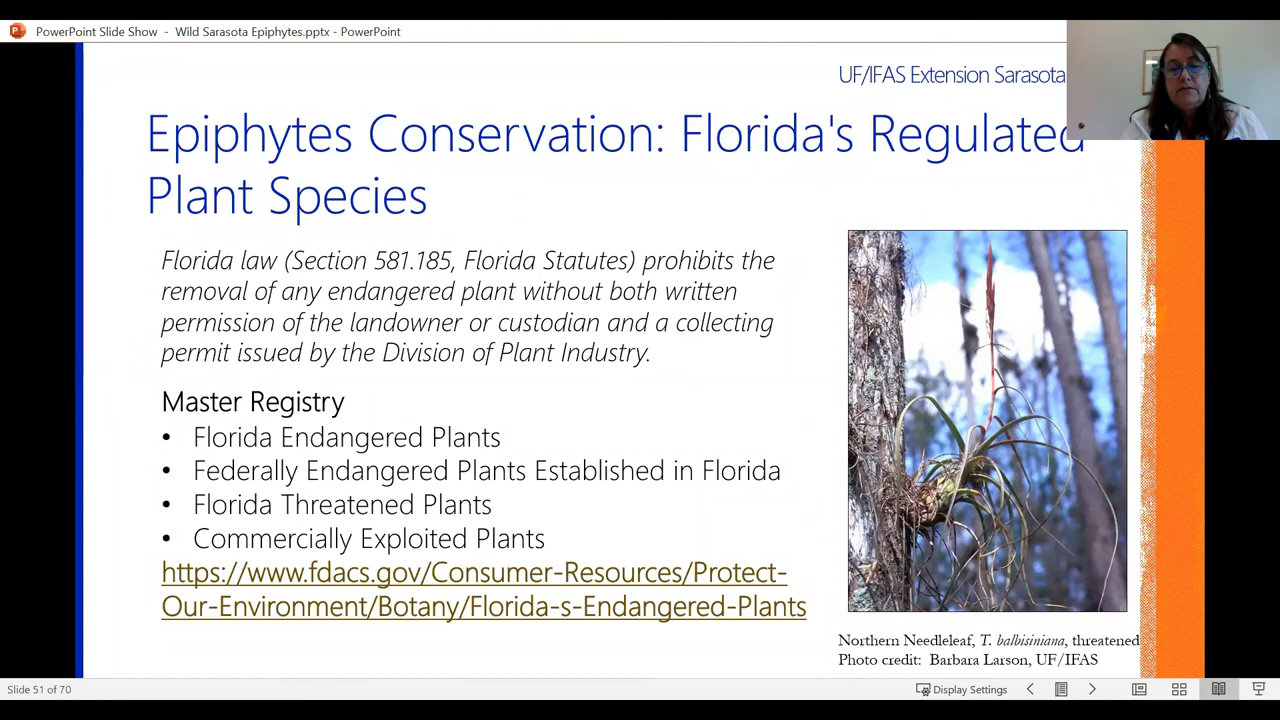 PowerPoint Slide Show - Wild Sarasota Epiphytes.pptx - PowerPoint
UF/IFAS Extension Sarasota
Epiphytes Conservation: Florida's Regulated
Plant Species
Florida law (Section 581.185, Florida Statutes) prohibits the
removal of any endangered plant without both written
permission of the landowner or custodian and a collecting
permit issued by the Division of Plant Industry.
Master Registry
• Florida Endangered Plants
• Federally Endangered Plants Established in Florida
• Florida Threatened Plants
• Commercially Exploited Plants
https://www.fdacs.gov/Consumer-Resources/Protect-
Our-Environment/Botany/Florida-s-Endangered-Plants
Northern Needleleaf, T. balbisiniana, threatened
Photo credit: Barbara Larson, UF/IFAS
Slide 51 of 70
Display Settings